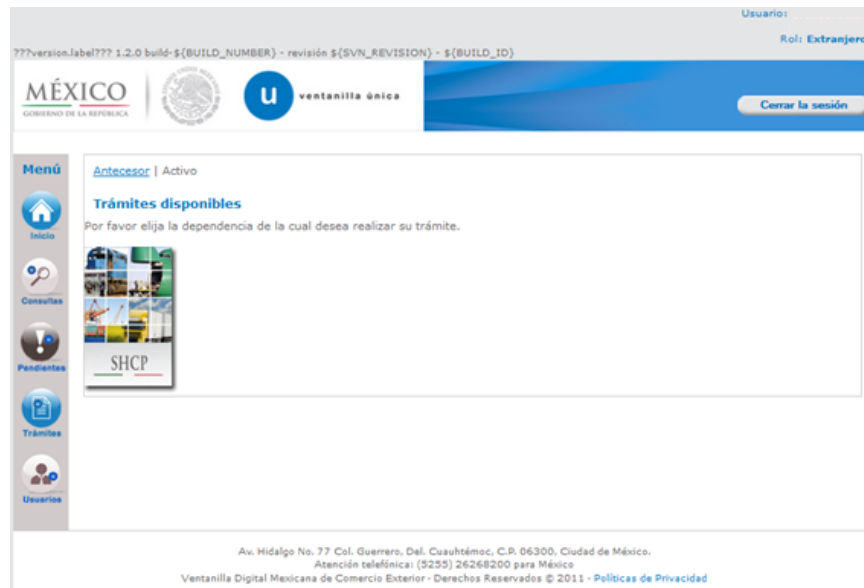 Usuario:
Rol: Extranjero
???version.label??? 1.2.0 build-${BUILD_NUMBER} - revisión ${SVN_REVISION} - ${BUILD_ID}
MÉXICO
GOBIERNO DE LA REPÚBLICA
u ventanilla única
Cerrar la sesión
Menú
Antecesor | Activo
Trámites disponibles
Por favor elija la dependencia de la cual desea realizar su trámite.
Inicio
Consultas
Pendientes
SHCP
Trámites
Usuarios
Av. Hidalgo No. 77 Col. Guerrero, Del. Cuauhtémoc, C.P. 06300, Ciudad de México.
Atención telefónica: (5255) 26268200 para México
Ventanilla Digital Mexicana de Comercio Exterior - Derechos Reservados © 2011 - Políticas de Privacidad